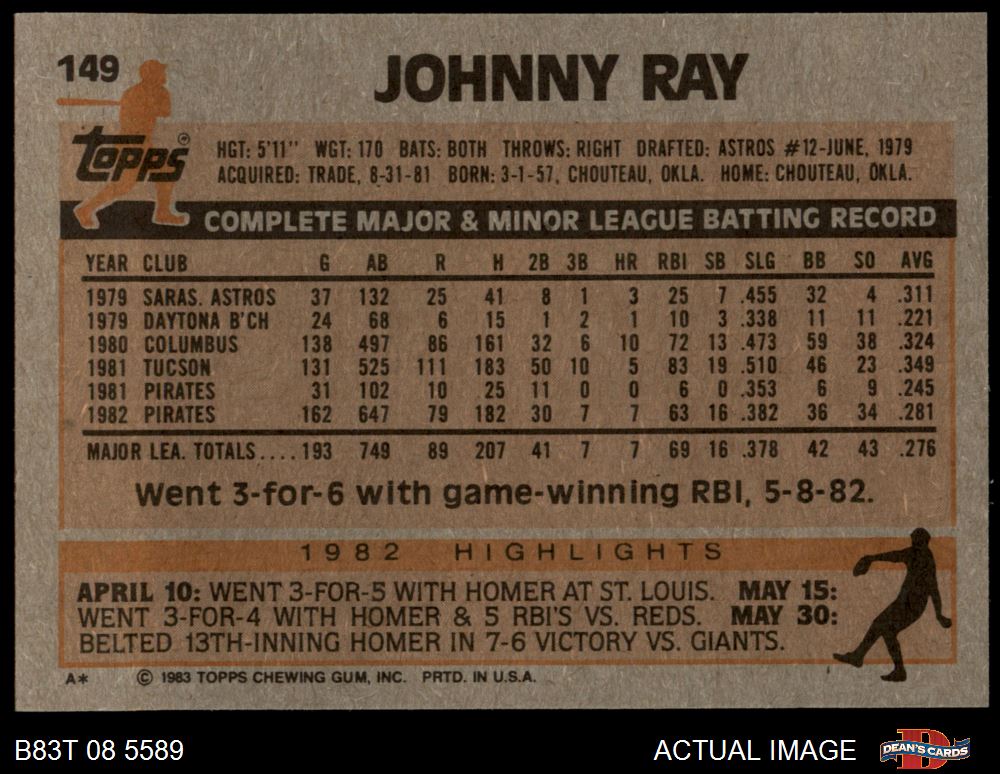 149 JOHNNY RAY
topps®
HGT: 5'11" WGT: 170 BATS: BOTH THROWS: RIGHT DRAFTED: ASTROS #12-JUNE, 1979
ACQUIRED: TRADE, 8-31-81 BORN: 3-1-57, CHOUTEAU, OKLA. HOME: CHOUTEAU, OKLA.
COMPLETE MAJOR & MINOR LEAGUE BATTING RECORD
YEAR CLUB G AB R H 2B 3B HR RBI SB SLG BB SO AVG
1979 SARAS. ASTROS 37 132 25 41 8 1 3 25 7 .455 32 4 .311
1979 DAYTONA B'CH 24 68 6 15 1 2 1 10 3 .338 11 11 .221
1980 COLUMBUS 138 497 86 161 32 6 10 72 13 .473 59 38 .324
1981 TUCSON 131 525 111 183 50 10 5 83 19 .510 46 23 .349
1981 PIRATES 31 102 10 25 11 0 0 6 0 .353 6 9 .245
1982 PIRATES 162 647 79 182 30 7 7 63 16 .382 36 34 .281
MAJOR LEA. TOTALS.... 193 749 89 207 41 7 7 69 16 .378 42 43 .276
Went 3-for-6 with game-winning RBI, 5-8-82.
1982 HIGHLIGHTS
APRIL 10: WENT 3-FOR-5 WITH HOMER AT ST. LOUIS. MAY 15:
WENT 3-FOR-4 WITH HOMER & 5 RBI'S VS. REDS. MAY 30:
BELTED 13TH-INNING HOMER IN 7-6 VICTORY VS. GIANTS.
A* © 1983 TOPPS CHEWING GUM, INC. PRTD. IN U.S.A.
B83T 08 5589 ACTUAL IMAGE DEAN'S CARDS